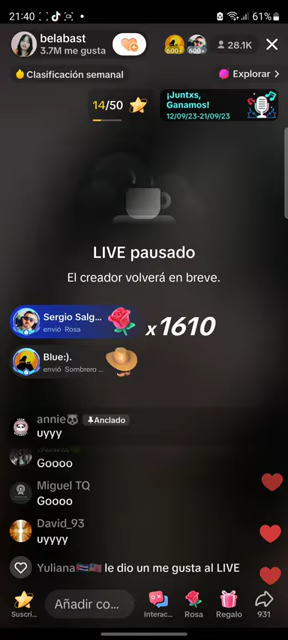 21:40
61%
belabast
3.7M me gusta
600+
600+
28.1K
Clasificación semanal
Explorar >
14/50
¡Juntxs,
Ganamos!
12/09/23-21/09/23
LIVE pausado
El creador volverá en breve.
Sergio Salg...
envió Rosa
x1610
Blue:).
envió Sombrero ...
annie
Anclado
uyyy
Goooo
Miguel TQ
Goooo
David_93
uyyyy
Yuliana le dio un me gusta al LIVE
Suscri...
Añadir co...
Interac...
Rosa
Regalo
931